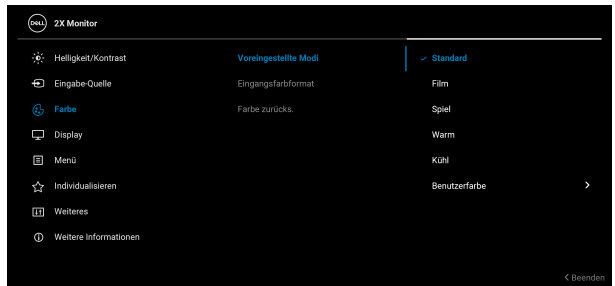 DELL 2X Monitor
Helligkeit/Kontrast Voreingestellte Modi Standard
Eingabe-Quelle Eingangsfarbformat Film
Farbe Farbe zurücks. Spiel
Display Warm
Menü Kühl
Individualisieren Benutzerfarbe
Weiteres
Weitere Informationen
Beenden